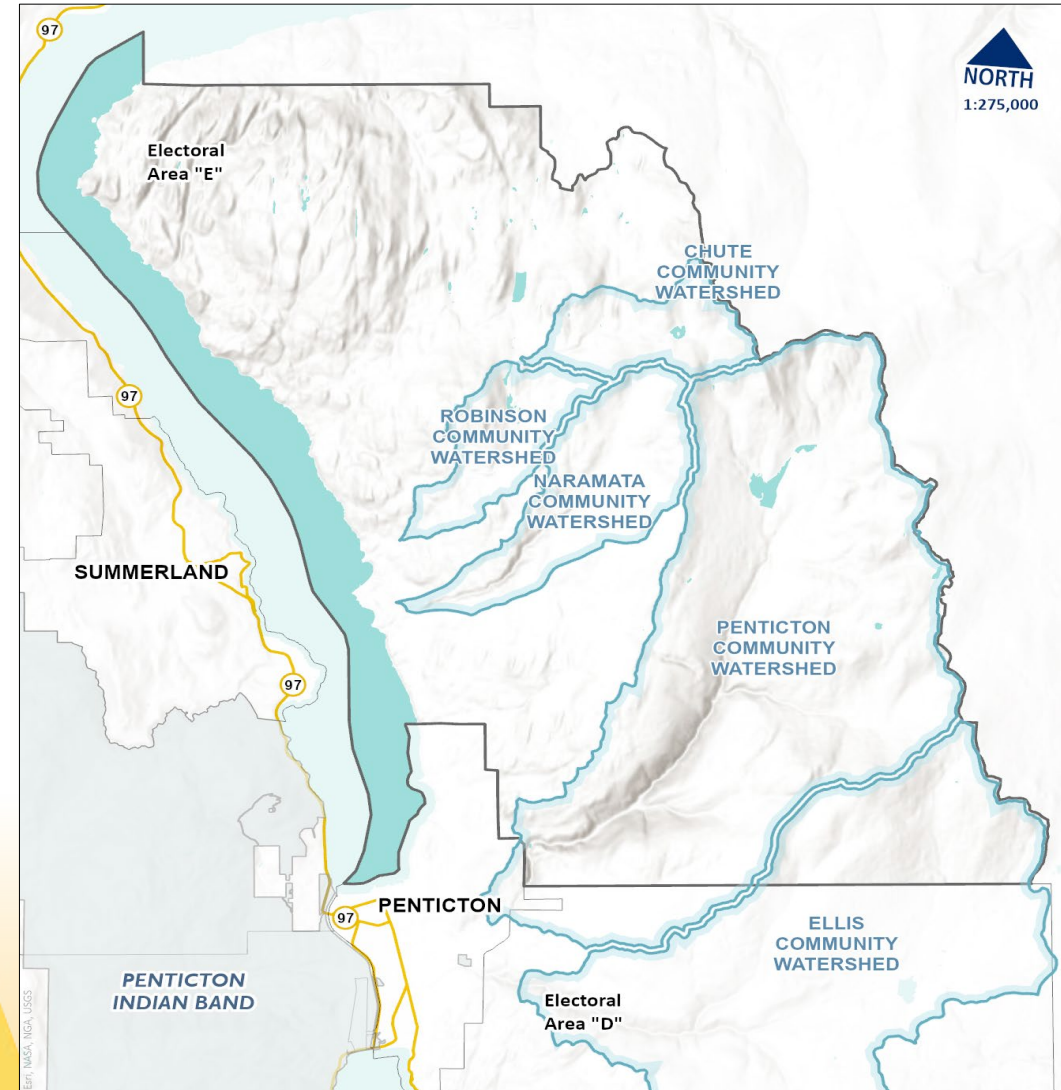 97
NORTH
1:275,000
Electoral
Area "E"
CHUTE
COMMUNITY
WATERSHED
97
ROBINSON
COMMUNITY
WATERSHED
NARAMATA
COMMUNITY
WATERSHED
SUMMERLAND
PENTICTON
COMMUNITY
WATERSHED
97
PENTICTON
97
ELLIS
COMMUNITY
WATERSHED
PENTICTON
INDIAN BAND
Electoral
Area "D"
Esri, NASA, NGA, USGS